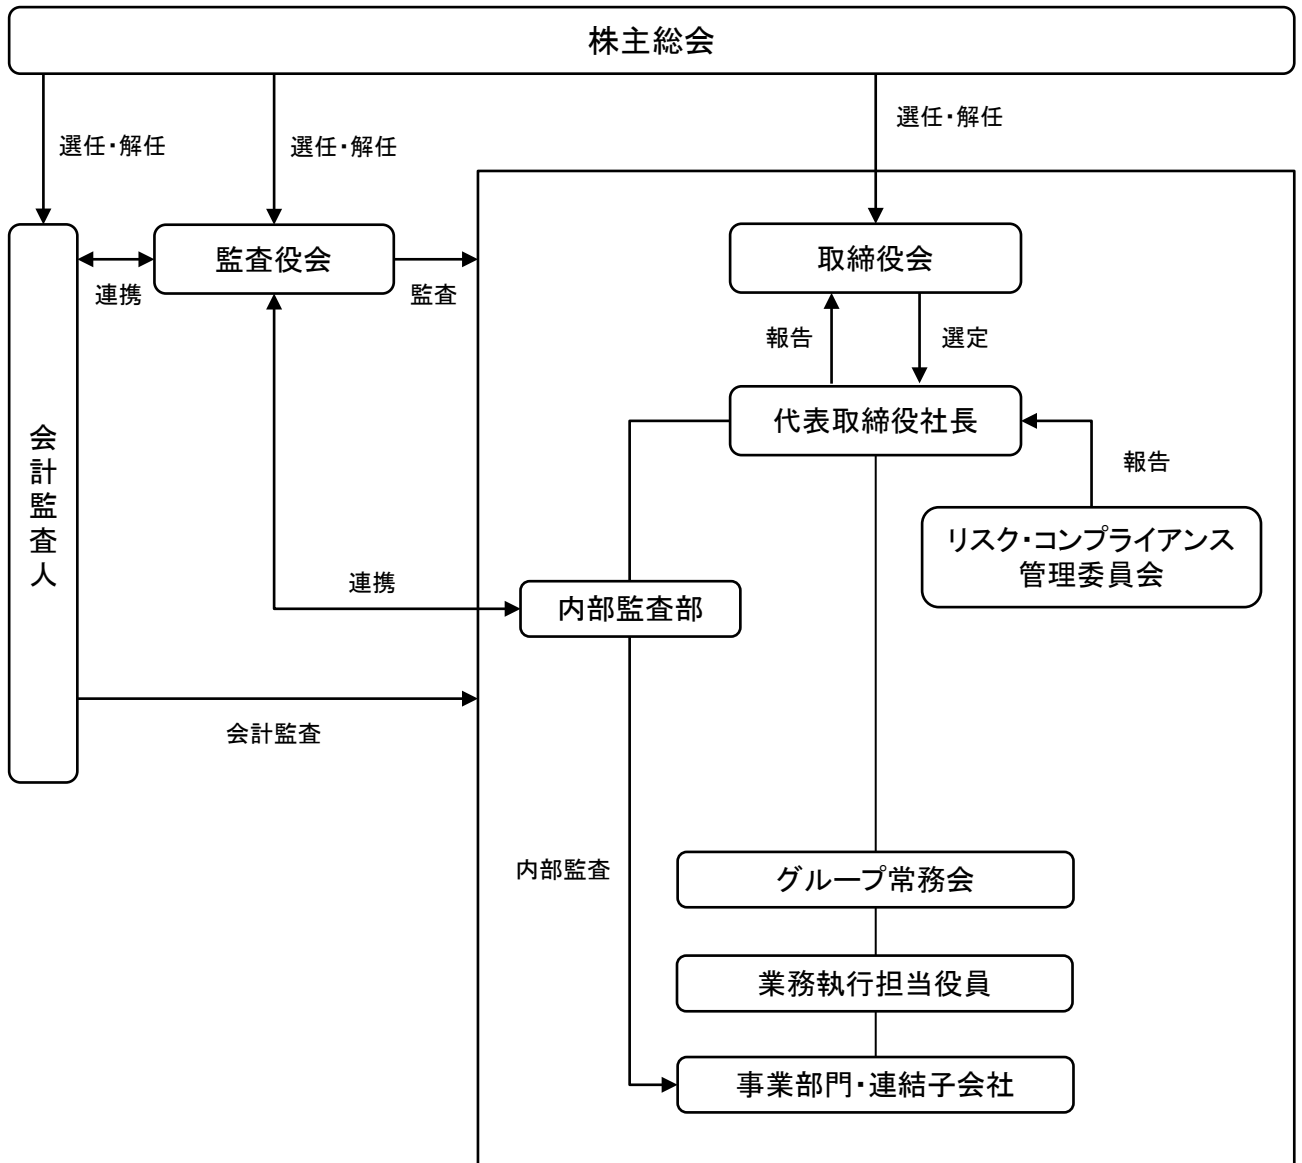 株主総会
選任・解任
選任・解任
選任・解任
監査役会
取締役会
連携
監査
報告
選定
代表取締役社長
会計監査人
報告
リスク・コンプライアンス
管理委員会
連携
内部監査部
会計監査
内部監査
グループ常務会
業務執行担当役員
事業部門・連結子会社